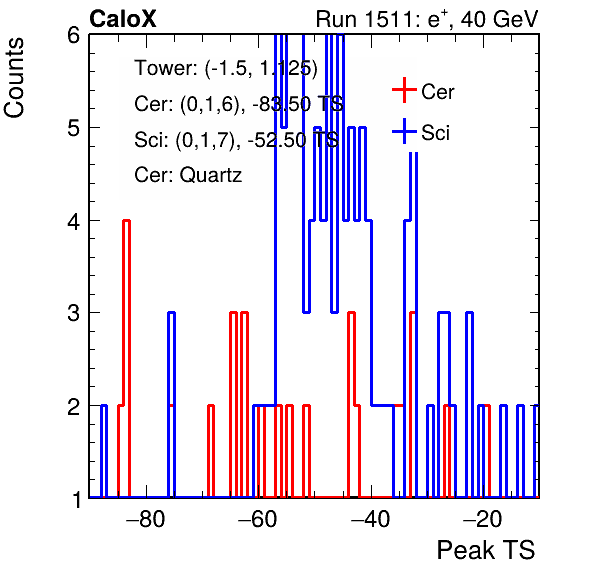 CaloX Run 1511: e⁺, 40 GeV
Counts
Tower: (-1.5, 1.125)
Cer: (0,1,6), -83.50 TS
Sci: (0,1,7), -52.50 TS
Cer: Quartz
Cer
Sci
6
5
4
3
2
1
−80 −60 −40 −20
Peak TS